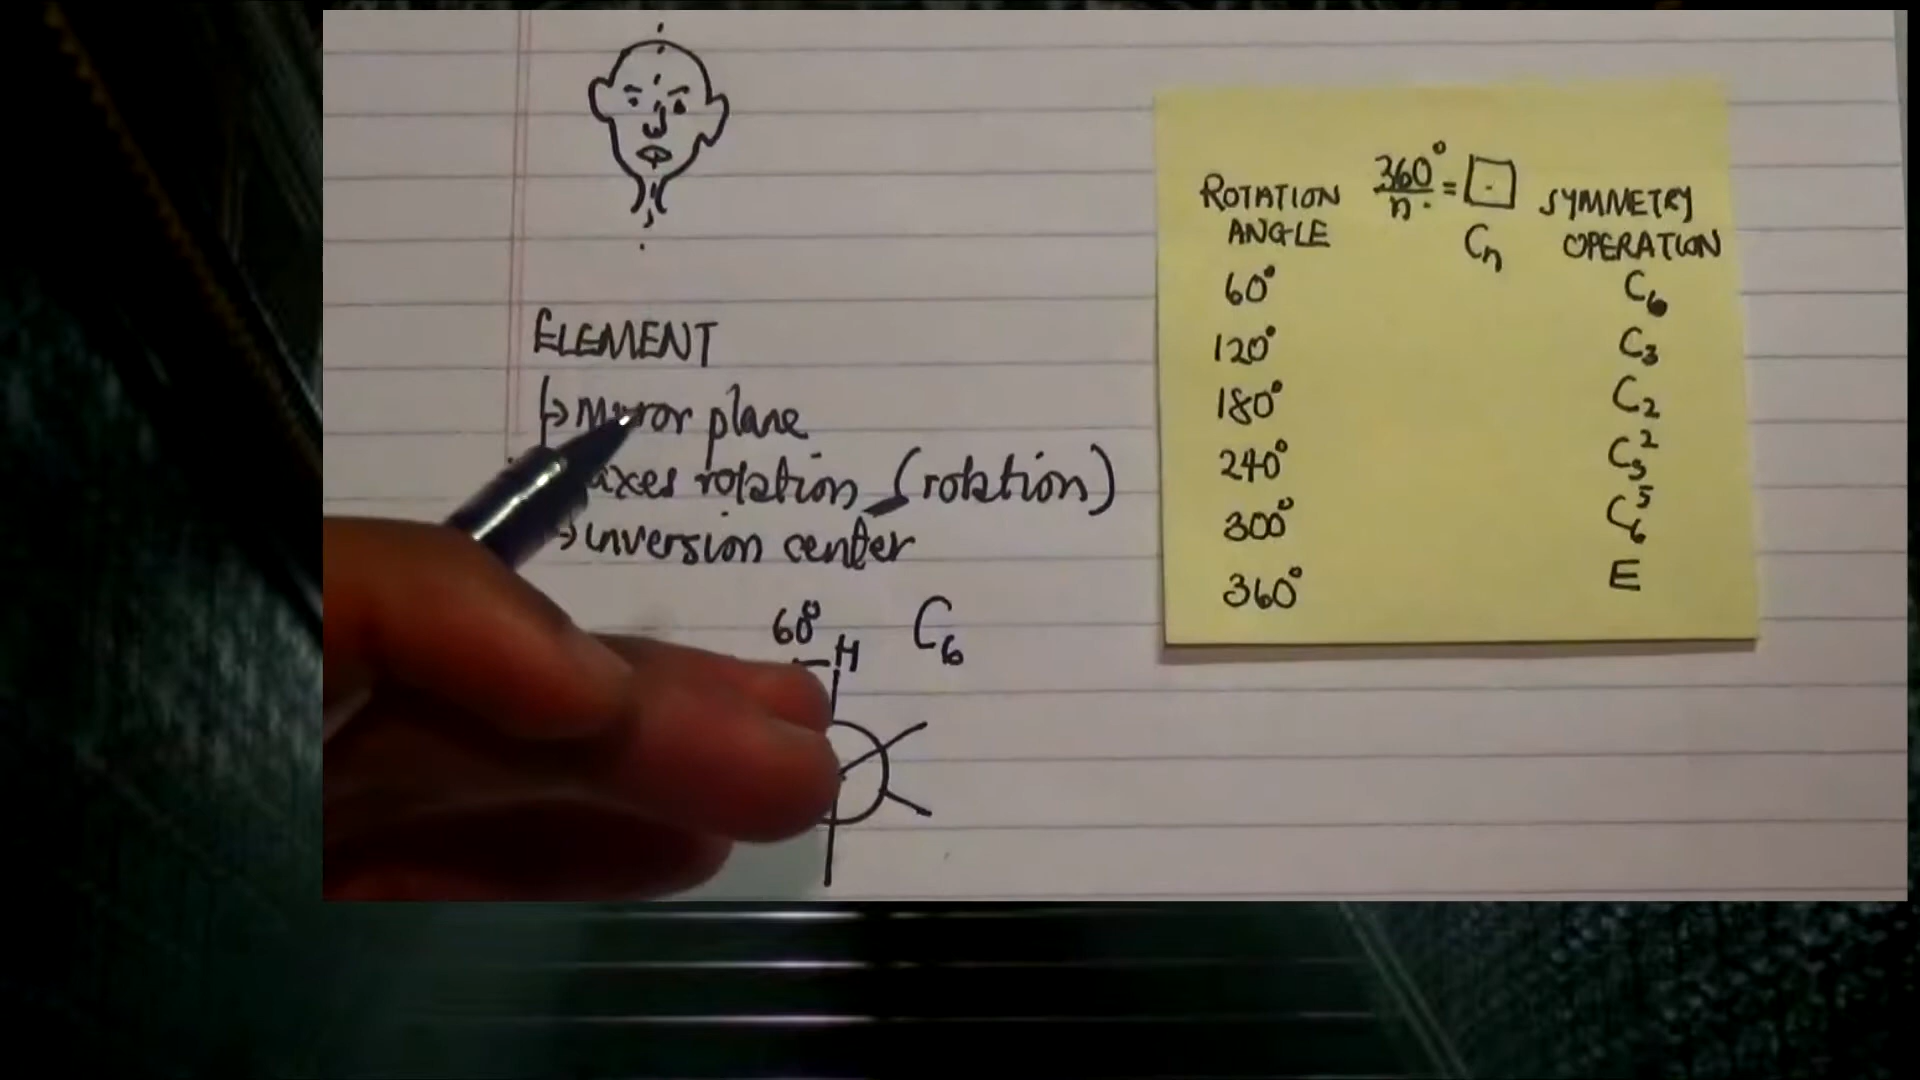 ELEMENT
↳ Mirror plane
axes rotation (rotation)
→ inversion center
60° C₆
H
ROTATION ANGLE 360°/n = □ Cₙ SYMMETRY OPERATION
60° C₆
120° C₃
180° C₂
240° C₃²
300° C₆⁵
360° E